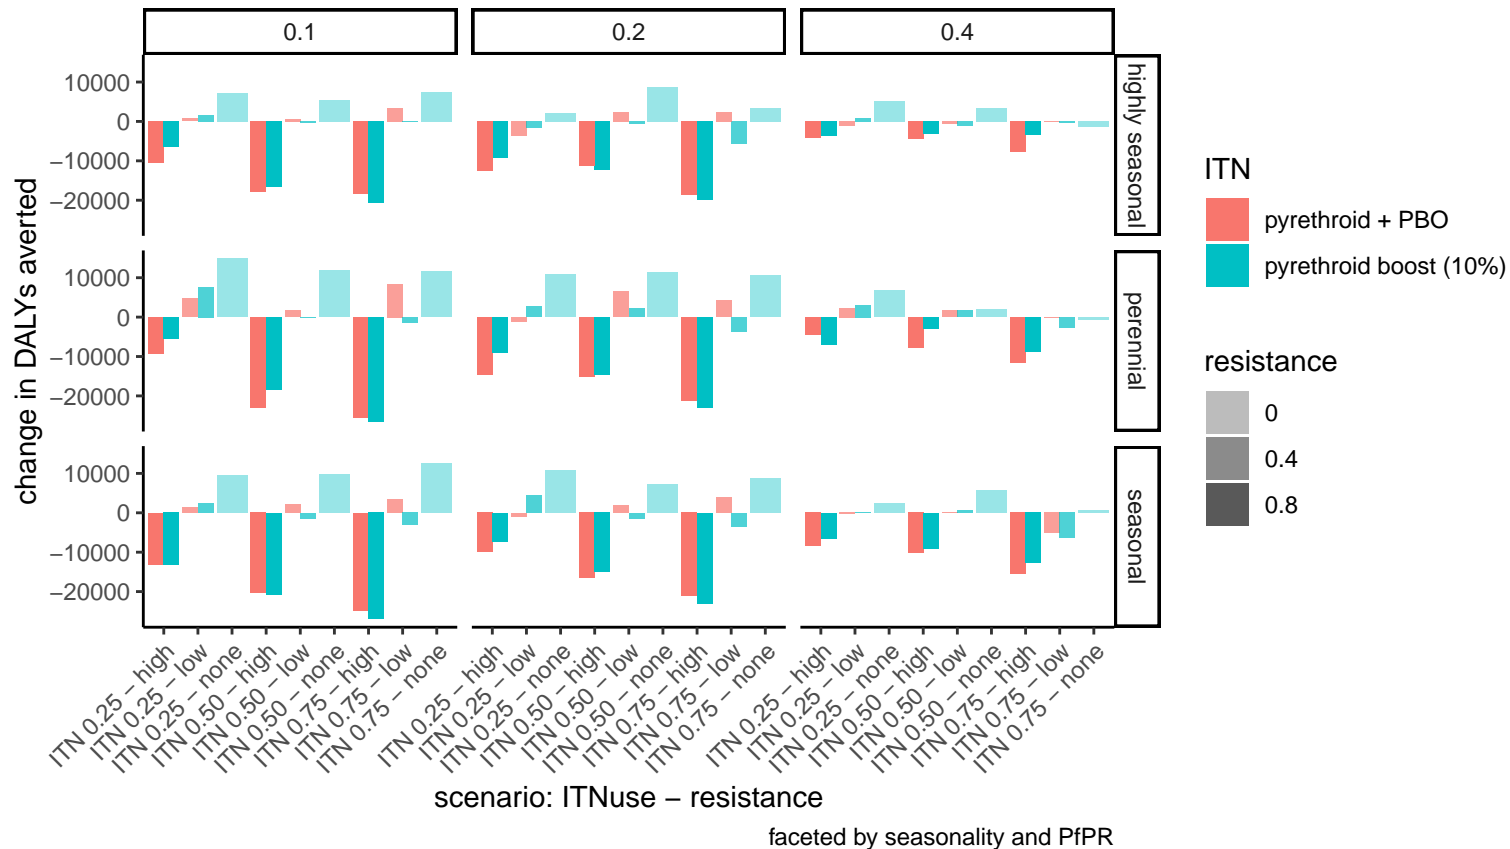 0.1
0.2
0.4
10000
0
−10000
−20000
highly seasonal
10000
0
−10000
−20000
perennial
10000
0
−10000
−20000
seasonal
change in DALYs averted
ITN 0.25 − high
ITN 0.25 − low
ITN 0.25 − none
ITN 0.50 − high
ITN 0.50 − low
ITN 0.50 − none
ITN 0.75 − high
ITN 0.75 − low
ITN 0.75 − none
ITN 0.25 − high
ITN 0.25 − low
ITN 0.25 − none
ITN 0.50 − high
ITN 0.50 − low
ITN 0.50 − none
ITN 0.75 − high
ITN 0.75 − low
ITN 0.75 − none
ITN 0.25 − high
ITN 0.25 − low
ITN 0.25 − none
ITN 0.50 − high
ITN 0.50 − low
ITN 0.50 − none
ITN 0.75 − high
ITN 0.75 − low
ITN 0.75 − none
scenario: ITNuse − resistance
faceted by seasonality and PfPR
ITN
pyrethroid + PBO
pyrethroid boost (10%)
resistance
0
0.4
0.8